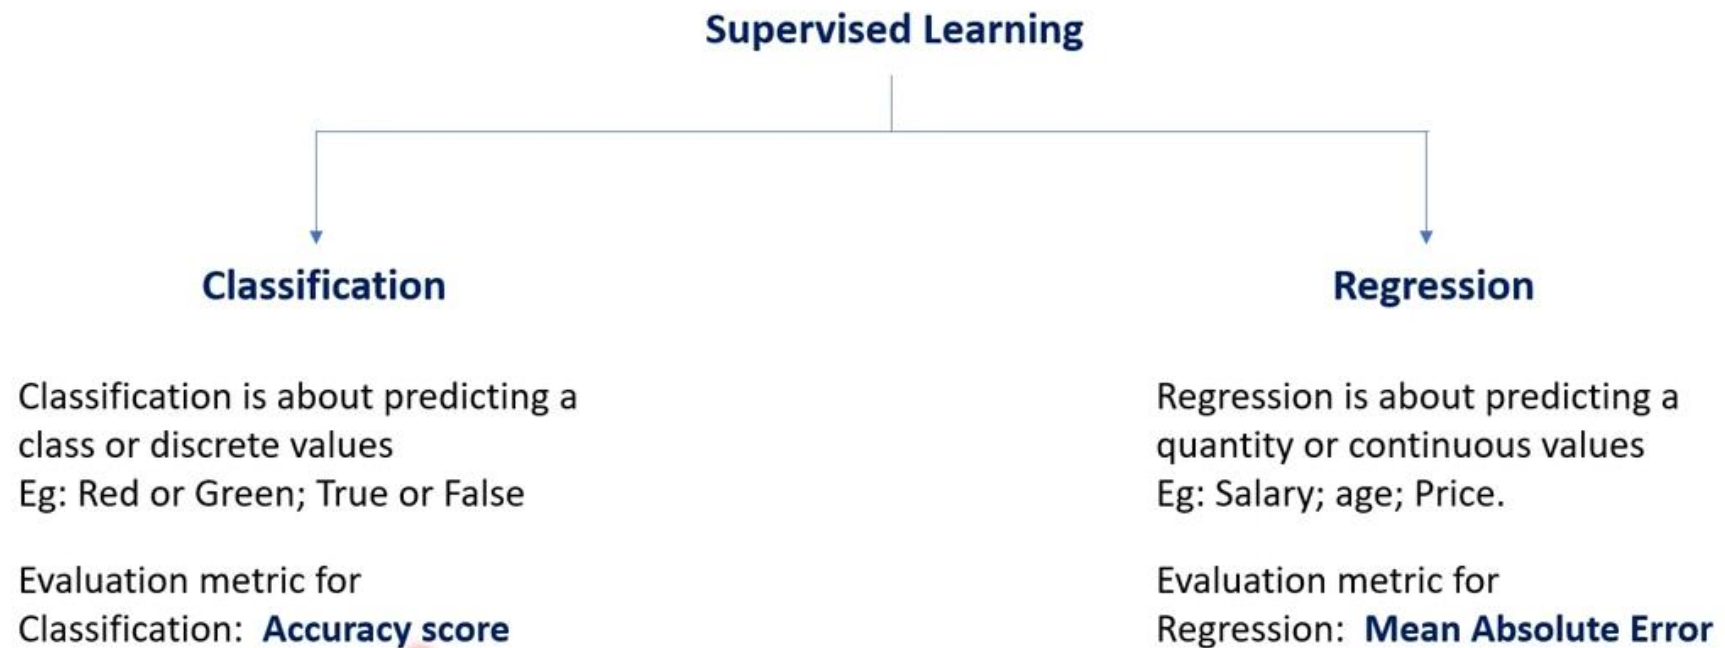 Supervised Learning
Classification
Classification is about predicting a
class or discrete values
Eg: Red or Green; True or False
Evaluation metric for
Classification: Accuracy score
Regression
Regression is about predicting a
quantity or continuous values
Eg: Salary; age; Price.
Evaluation metric for
Regression: Mean Absolute Error